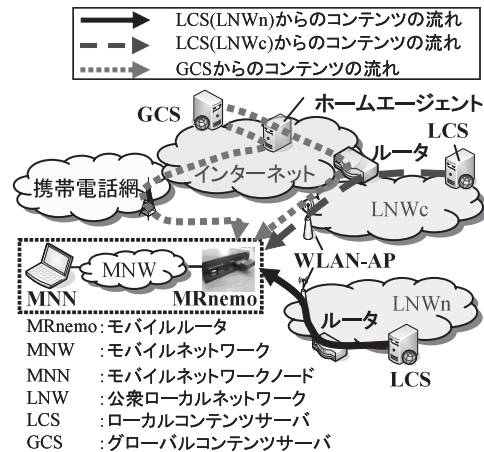 LCS(LNWn)からのコンテンツの流れ
LCS(LNWc)からのコンテンツの流れ
GCSからのコンテンツの流れ
GCS
ホームエージェント
ルータ
LCS
インターネット
携帯電話網
LNWc
WLAN-AP
MNW
MNN
MRnemo
LNWn
ルータ
LCS
MRnemo:モバイルルータ
MNW:モバイルネットワーク
MNN:モバイルネットワークノード
LNW:公衆ローカルネットワーク
LCS:ローカルコンテンツサーバ
GCS:グローバルコンテンツサーバ